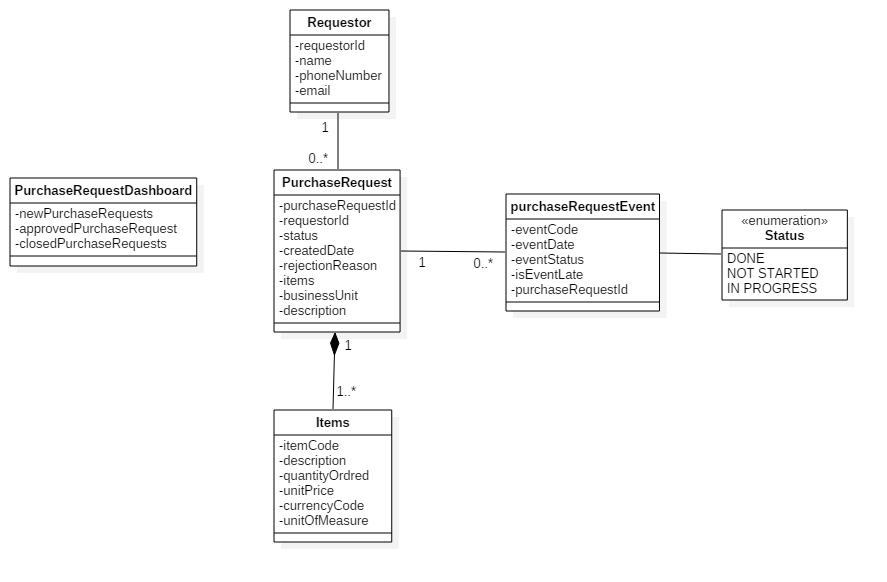 Requestor
-requestorId
-name
-phoneNumber
-email
1
0..*
PurchaseRequestDashboard
-newPurchaseRequests
-approvedPurchaseRequest
-closedPurchaseRequests
PurchaseRequest
-purchaseRequestId
-requestorId
-status
-createdDate
-rejectionReason
-items
-businessUnit
-description
1
0..*
purchaseRequestEvent
-eventCode
-eventDate
-eventStatus
-isEventLate
-purchaseRequestId
«enumeration»
Status
DONE
NOT STARTED
IN PROGRESS
1
1..*
Items
-itemCode
-description
-quantityOrdred
-unitPrice
-currencyCode
-unitOfMeasure